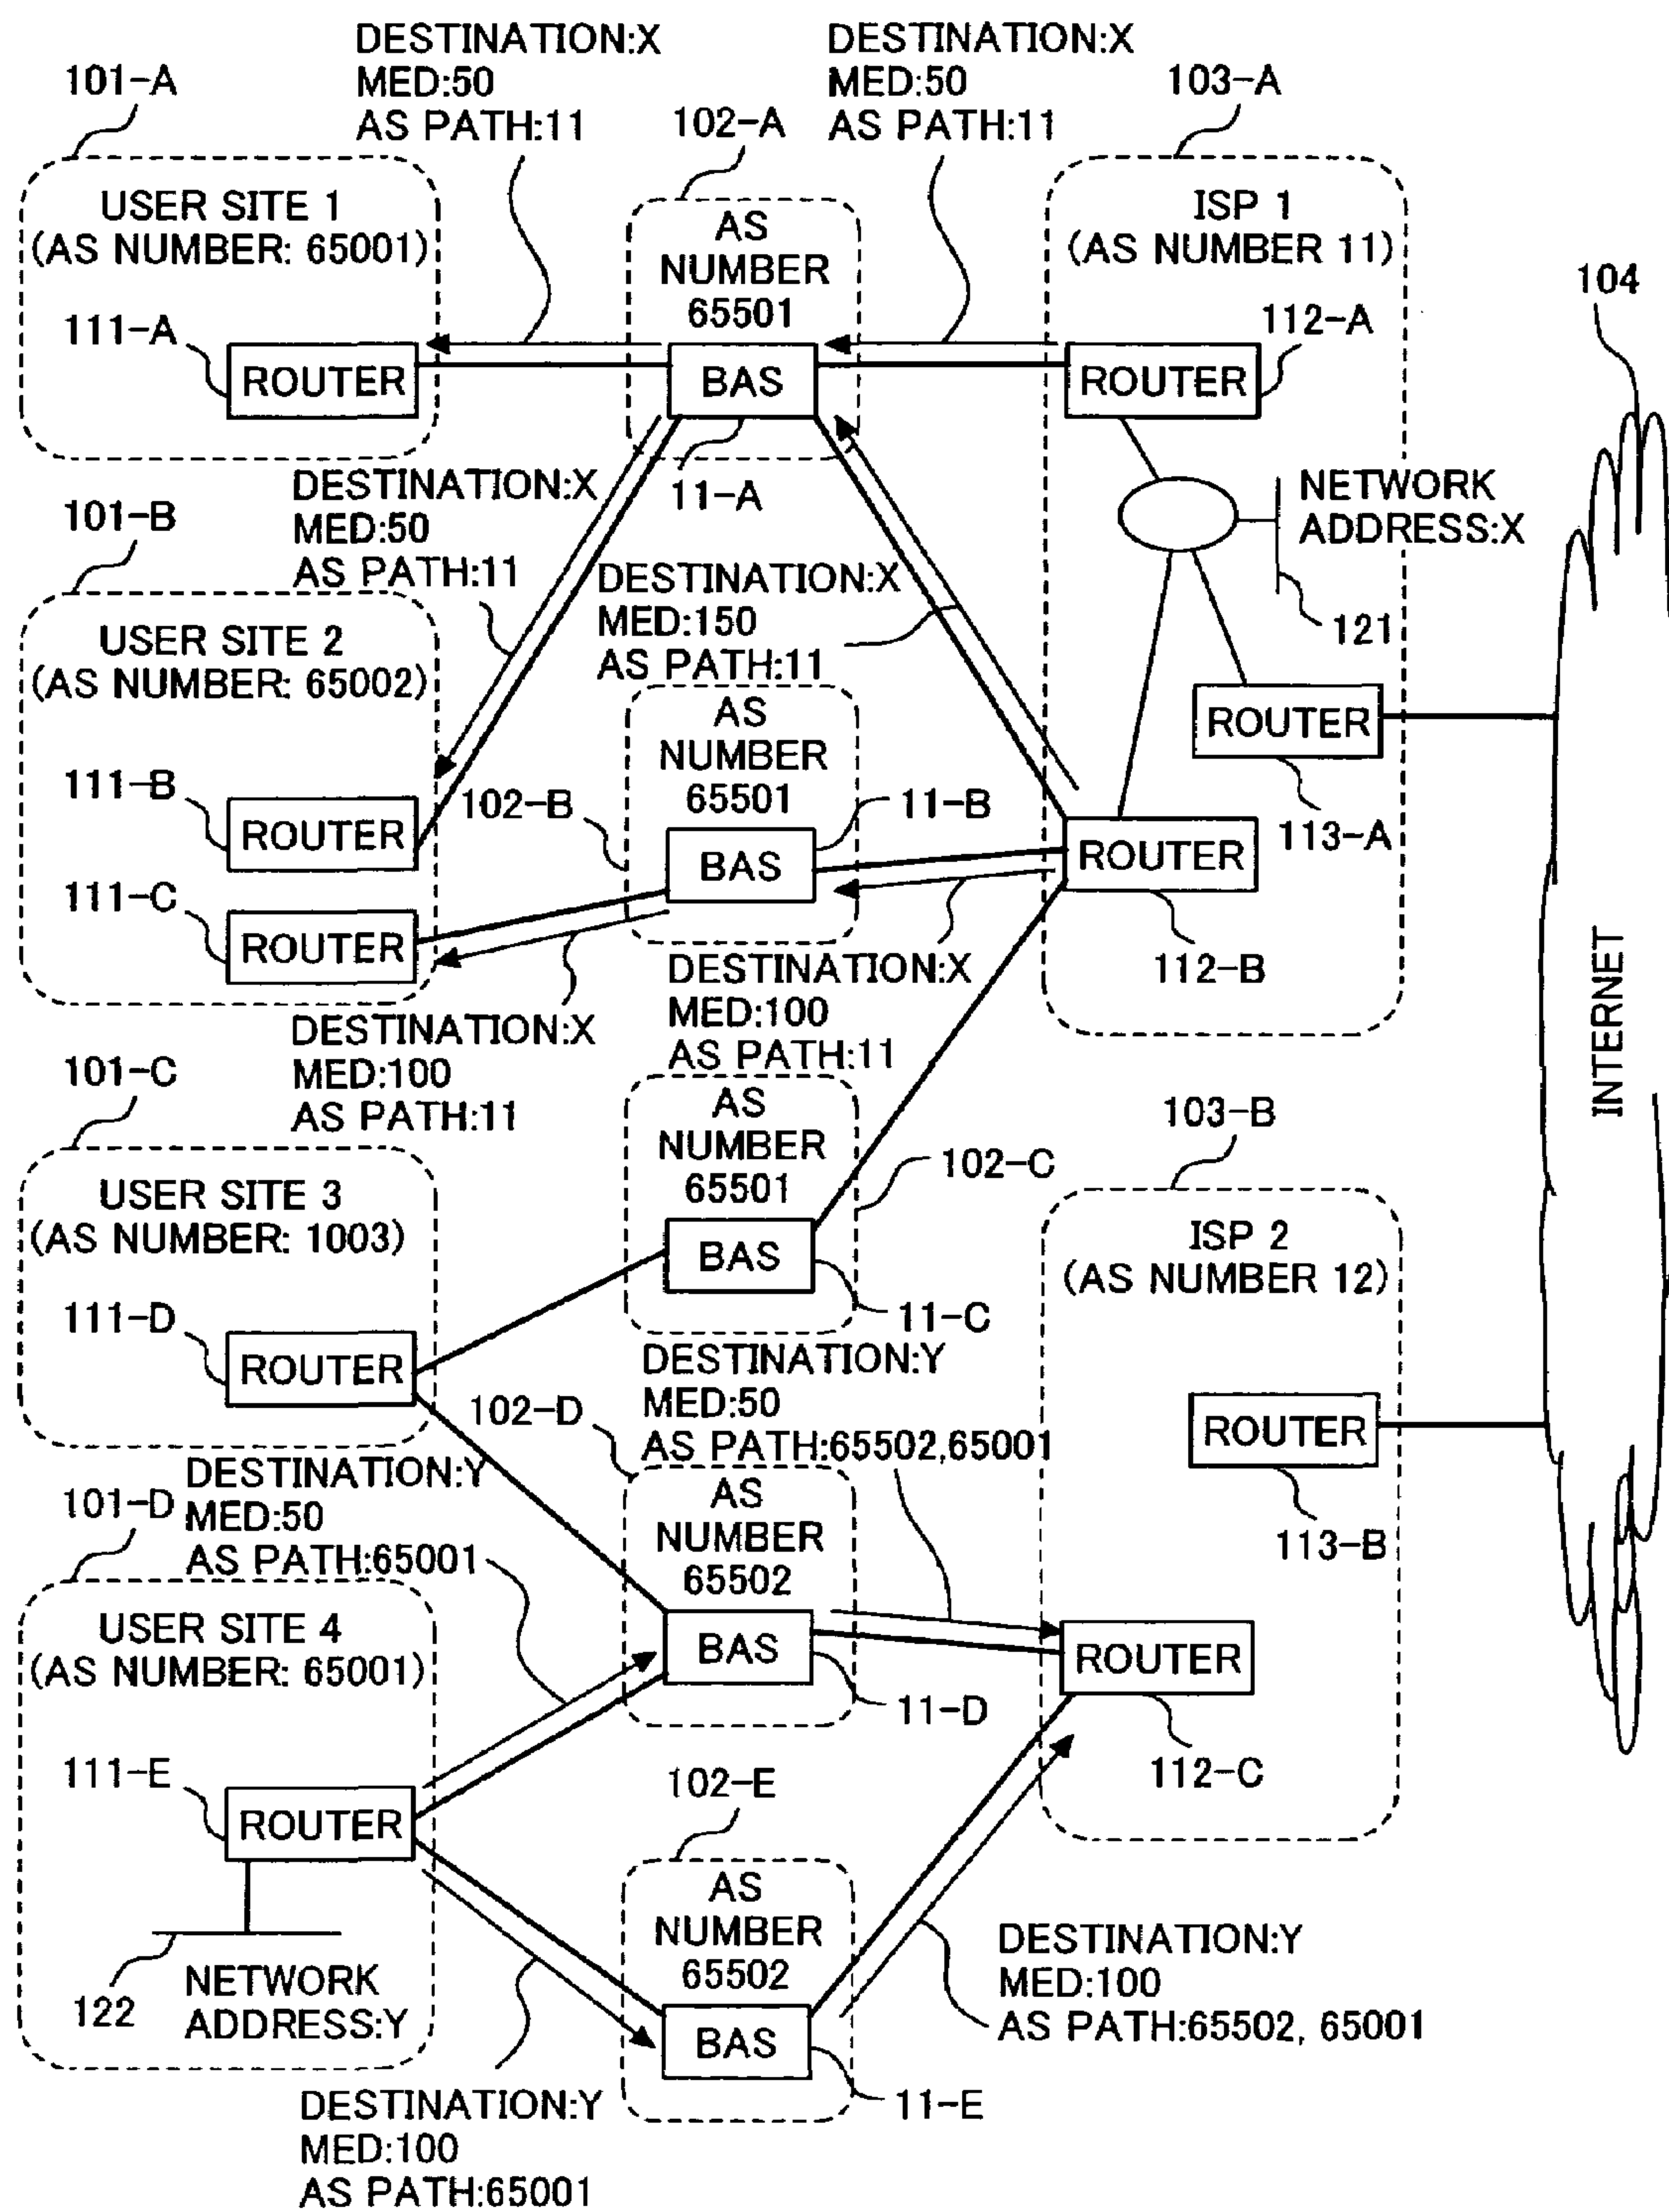 DESTINATION:X
MED:50
AS PATH:11
DESTINATION:X
MED:50
AS PATH:11
101-A
102-A
103-A
USER SITE 1
(AS NUMBER: 65001)
111-A
ROUTER
AS
NUMBER
65501
BAS
11-A
ISP 1
(AS NUMBER 11)
112-A
ROUTER
104
NETWORK
ADDRESS:X
121
DESTINATION:X
MED:50
AS PATH:11
101-B
DESTINATION:X
MED:150
AS PATH:11
USER SITE 2
(AS NUMBER: 65002)
111-B
ROUTER
111-C
ROUTER
102-B
AS
NUMBER
65501
BAS
11-B
ROUTER
113-A
ROUTER
112-B
DESTINATION:X
MED:100
AS PATH:11
DESTINATION:X
MED:100
AS PATH:11
INTERNET
101-C
USER SITE 3
(AS NUMBER: 1003)
111-D
ROUTER
AS
NUMBER
65501
BAS
102-C
11-C
103-B
ISP 2
(AS NUMBER 12)
ROUTER
113-B
DESTINATION:Y
MED:50
AS PATH:65502,65001
102-D
DESTINATION:Y
MED:50
AS PATH:65001
101-D
AS
NUMBER
65502
BAS
11-D
ROUTER
112-C
USER SITE 4
(AS NUMBER: 65001)
111-E
ROUTER
122
NETWORK
ADDRESS:Y
102-E
AS
NUMBER
65502
BAS
11-E
DESTINATION:Y
MED:100
AS PATH:65502, 65001
DESTINATION:Y
MED:100
AS PATH:65001